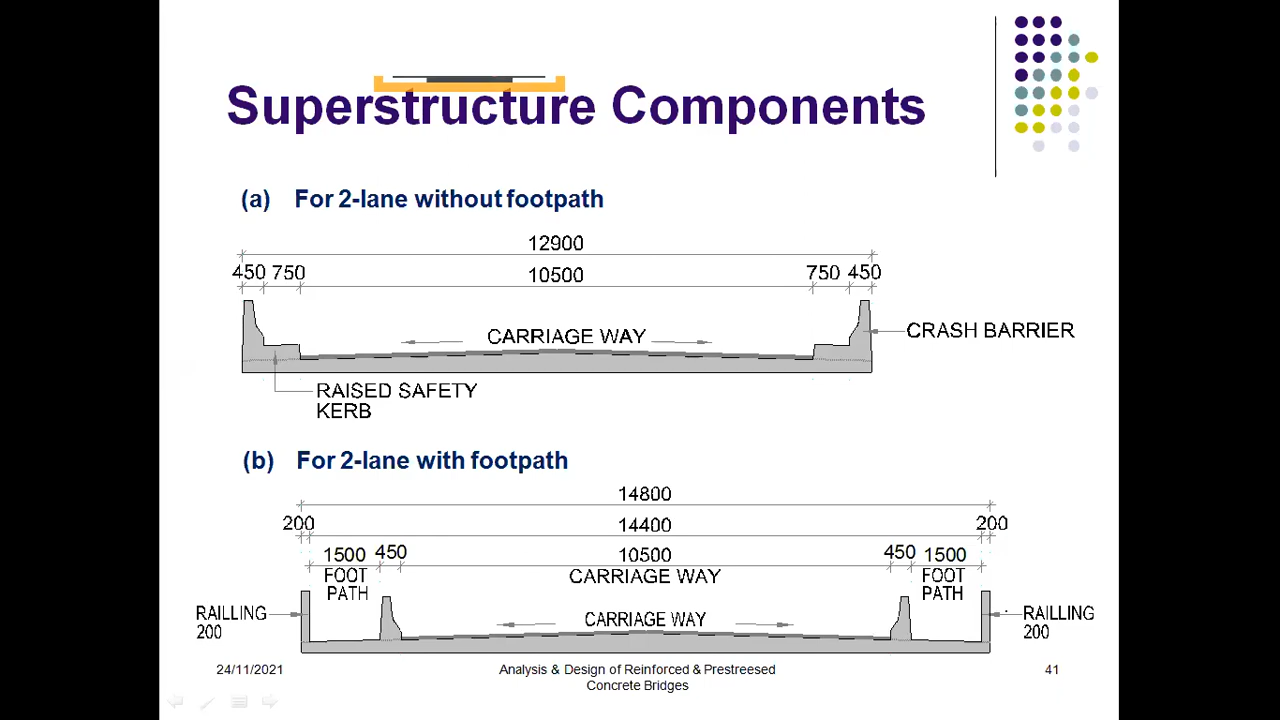 Superstructure Components
(a) For 2-lane without footpath
12900
450 750 10500 750 450
CARRIAGE WAY
CRASH BARRIER
RAISED SAFETY
KERB
(b) For 2-lane with footpath
14800
200 14400 200
1500 450 10500 450 1500
FOOT CARRIAGE WAY FOOT
PATH PATH
RAILLING CARRIAGE WAY RAILLING
200 200
24/11/2021 Analysis & Design of Reinforced & Prestreesed 41
Concrete Bridges